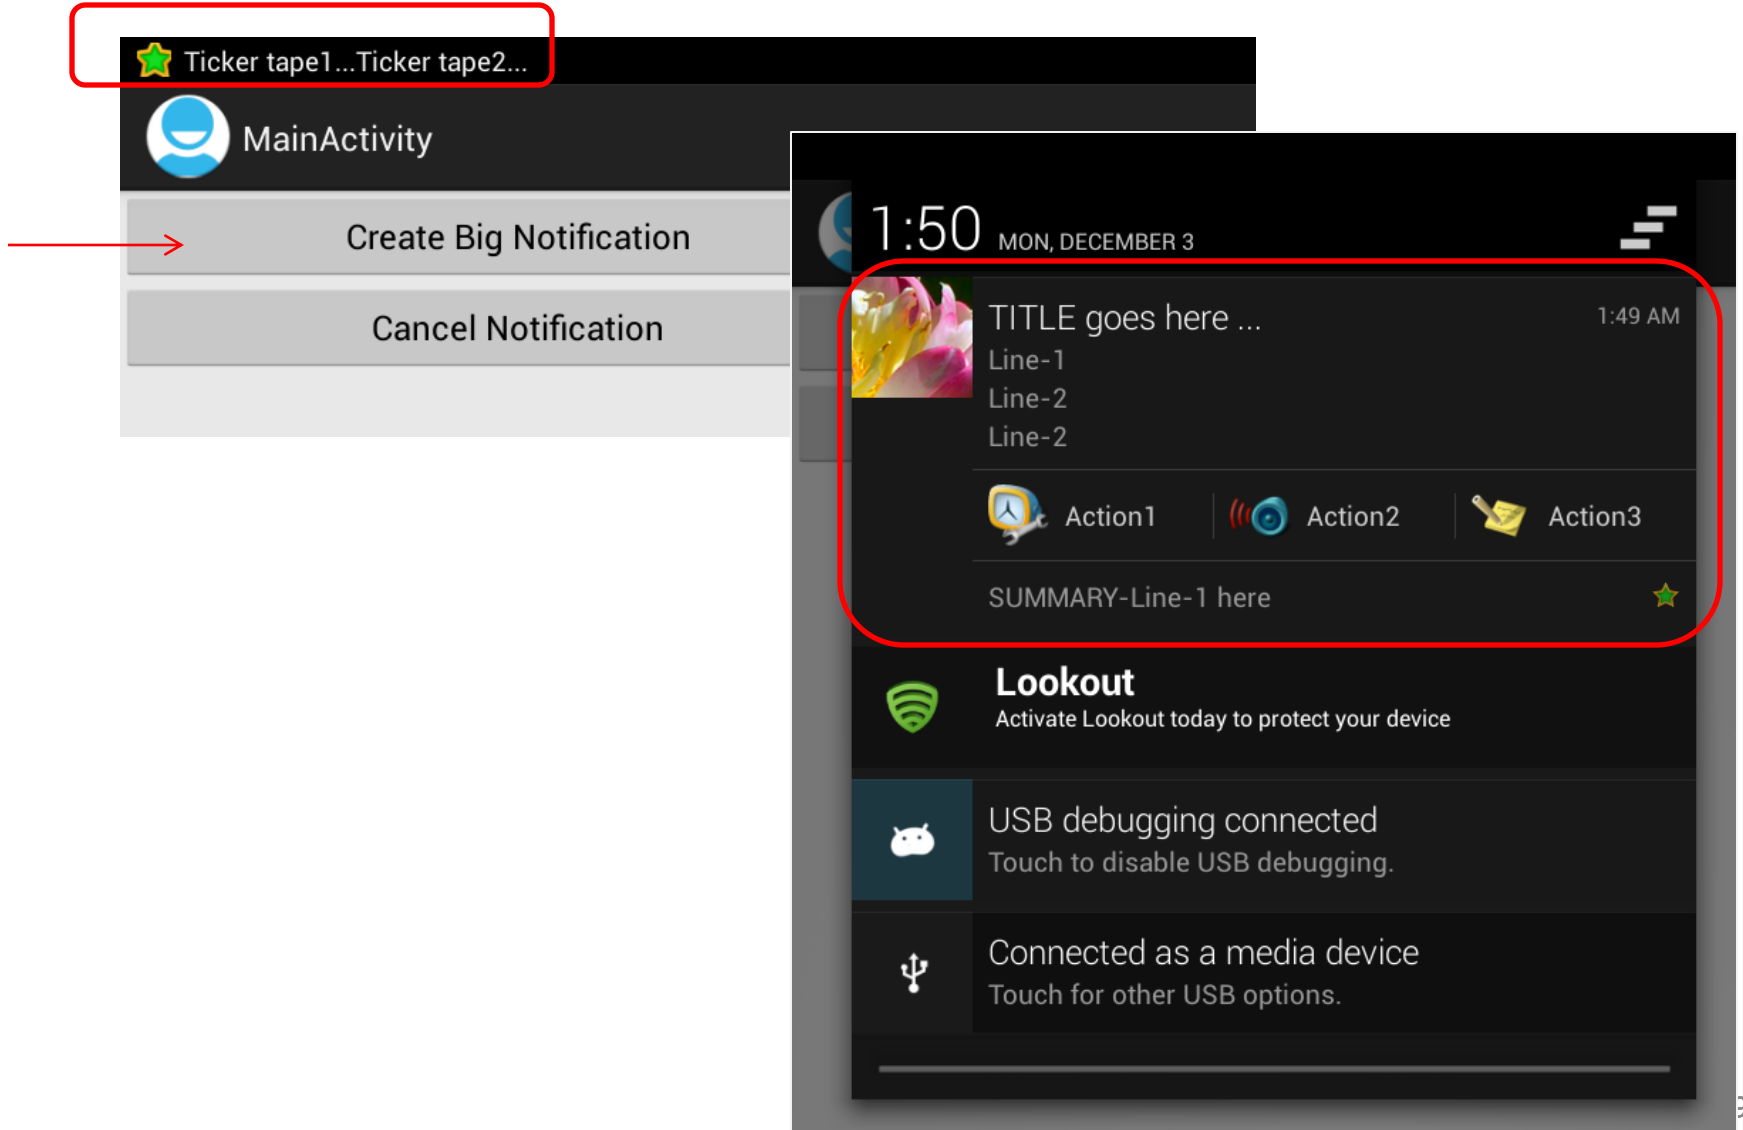 Ticker tape1...Ticker tape2...
MainActivity
Create Big Notification
Cancel Notification
1:50 MON, DECEMBER 3
TITLE goes here ... 1:49 AM
Line-1
Line-2
Line-2
Action1 Action2 Action3
SUMMARY-Line-1 here
Lookout
Activate Lookout today to protect your device
USB debugging connected
Touch to disable USB debugging.
Connected as a media device
Touch for other USB options.